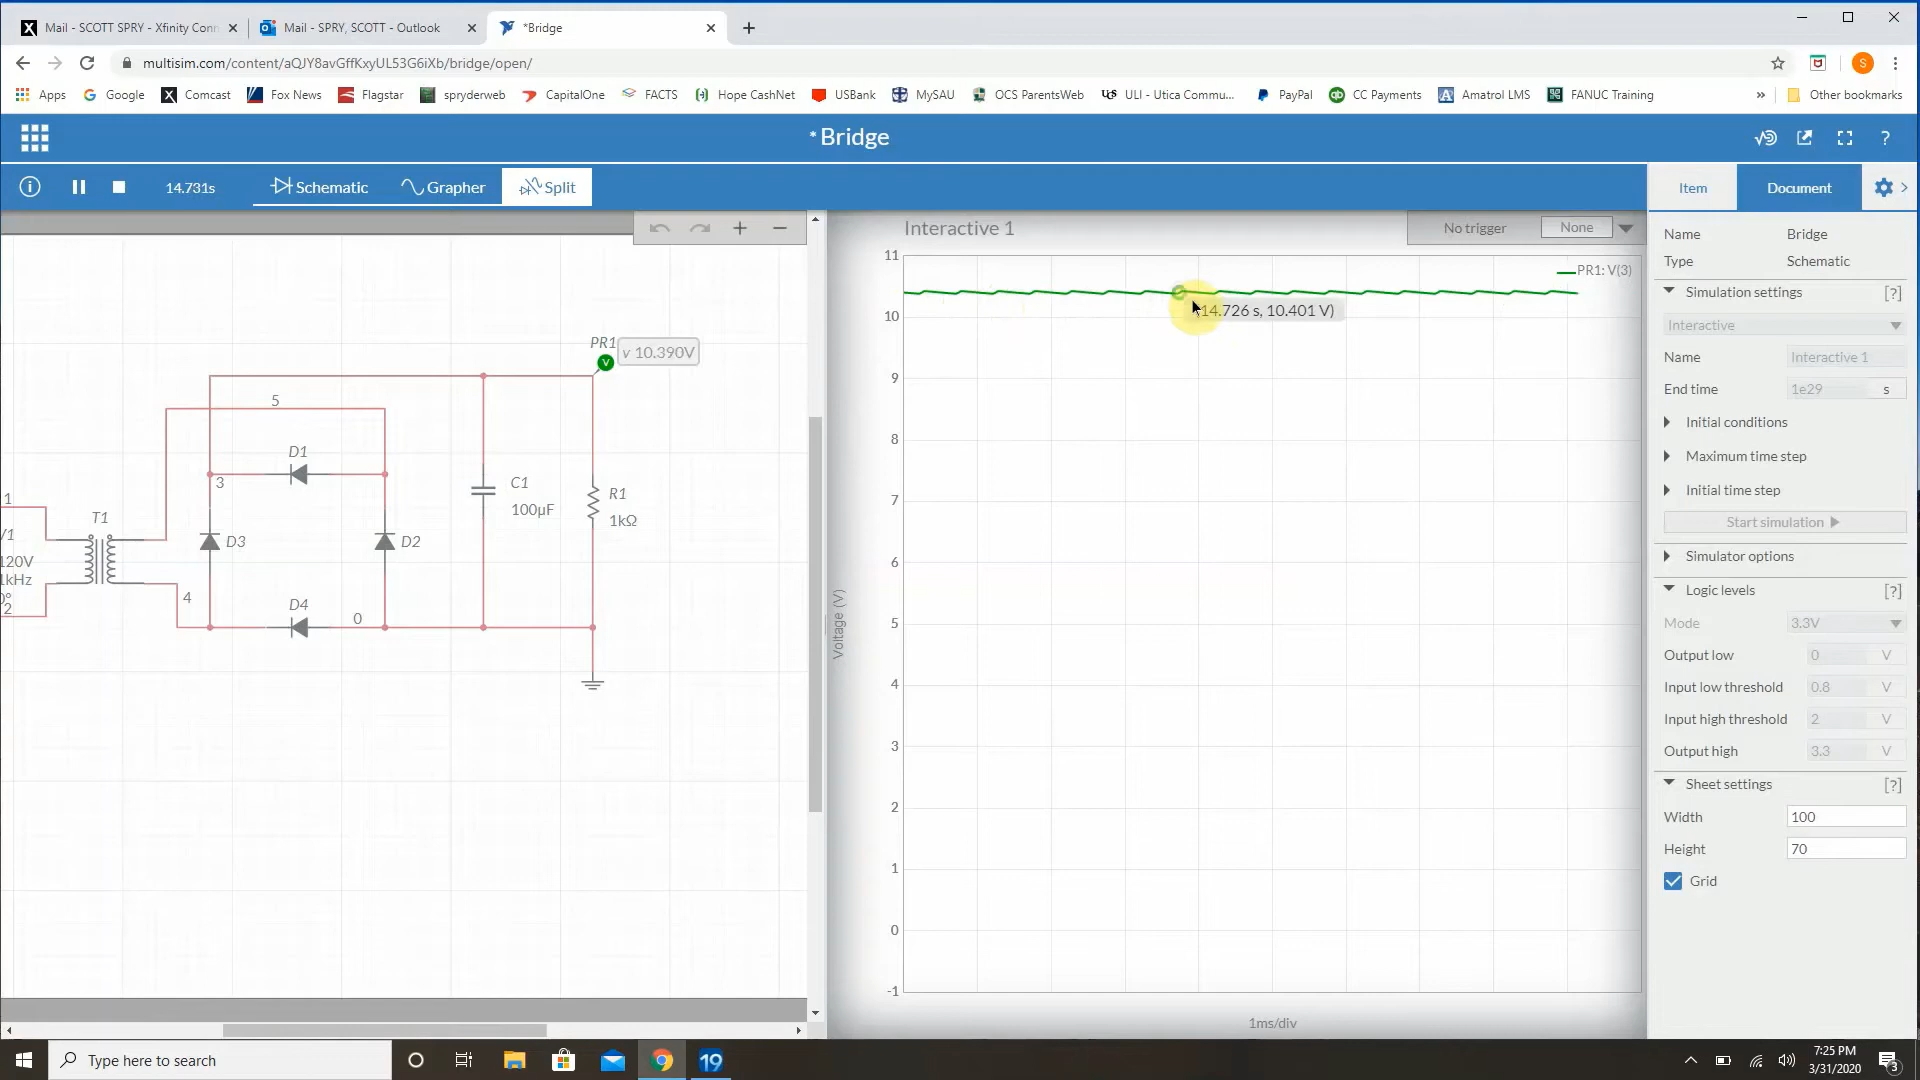 Mail - SCOTT SPRY - Xfinity Conn
Mail - SPRY, SCOTT - Outlook
*Bridge
multisim.com/content/aQJY8avGffKxyUL53G6iXb/bridge/open/
S
Apps
Google
Comcast
Fox News
Flagstar
spryderweb
CapitalOne
FACTS
Hope CashNet
USBank
MySAU
OCS ParentsWeb
ULI - Utica Commu...
PayPal
CC Payments
Amatrol LMS
FANUC Training
»
Other bookmarks
*Bridge
?
14.731s
Schematic
Grapher
Split
Item
Document
Interactive 1
No trigger
None
PR1: V(3)
11
10
9
8
7
6
5
4
3
2
1
0
-1
14.726 s, 10.401 V)
Voltage (V)
1ms/div
PR1
V
v 10.390V
5
D1
3
D3
D2
D4
4
0
C1
100µF
R1
1kΩ
T1
1
V1
120V
1kHz
0°
2
Name
Bridge
Type
Schematic
Simulation settings
[?]
Interactive
Name
Interactive 1
End time
1e29
s
Initial conditions
Maximum time step
Initial time step
Start simulation
Simulator options
Logic levels
[?]
Mode
3.3V
Output low
0
V
Input low threshold
0.8
V
Input high threshold
2
V
Output high
3.3
V
Sheet settings
[?]
Width
100
Height
70
Grid
Type here to search
19
7:25 PM
3/31/2020
3